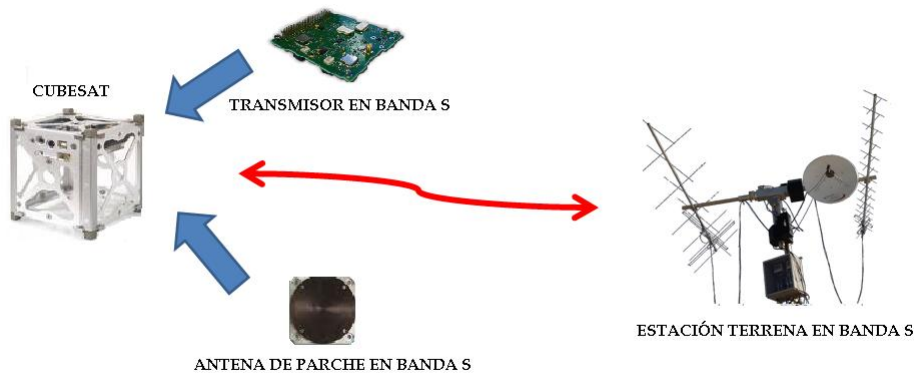 CUBESAT
TRANSMISOR EN BANDA S
ESTACIÓN TERRENA EN BANDA S
ANTENA DE PARCHE EN BANDA S